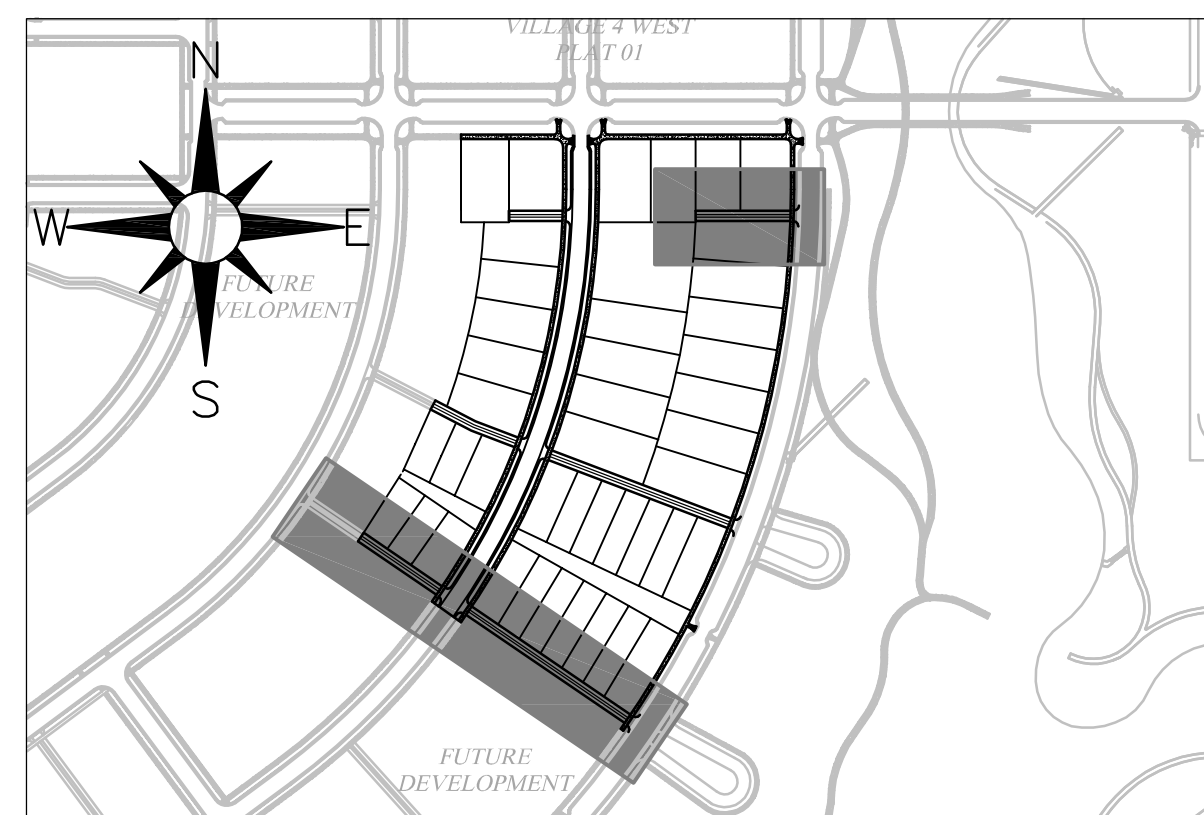 VILLAGE 4 WEST
PLAT 01
N
W
E
S
FUTURE
DEVELOPMENT
FUTURE
DEVELOPMENT